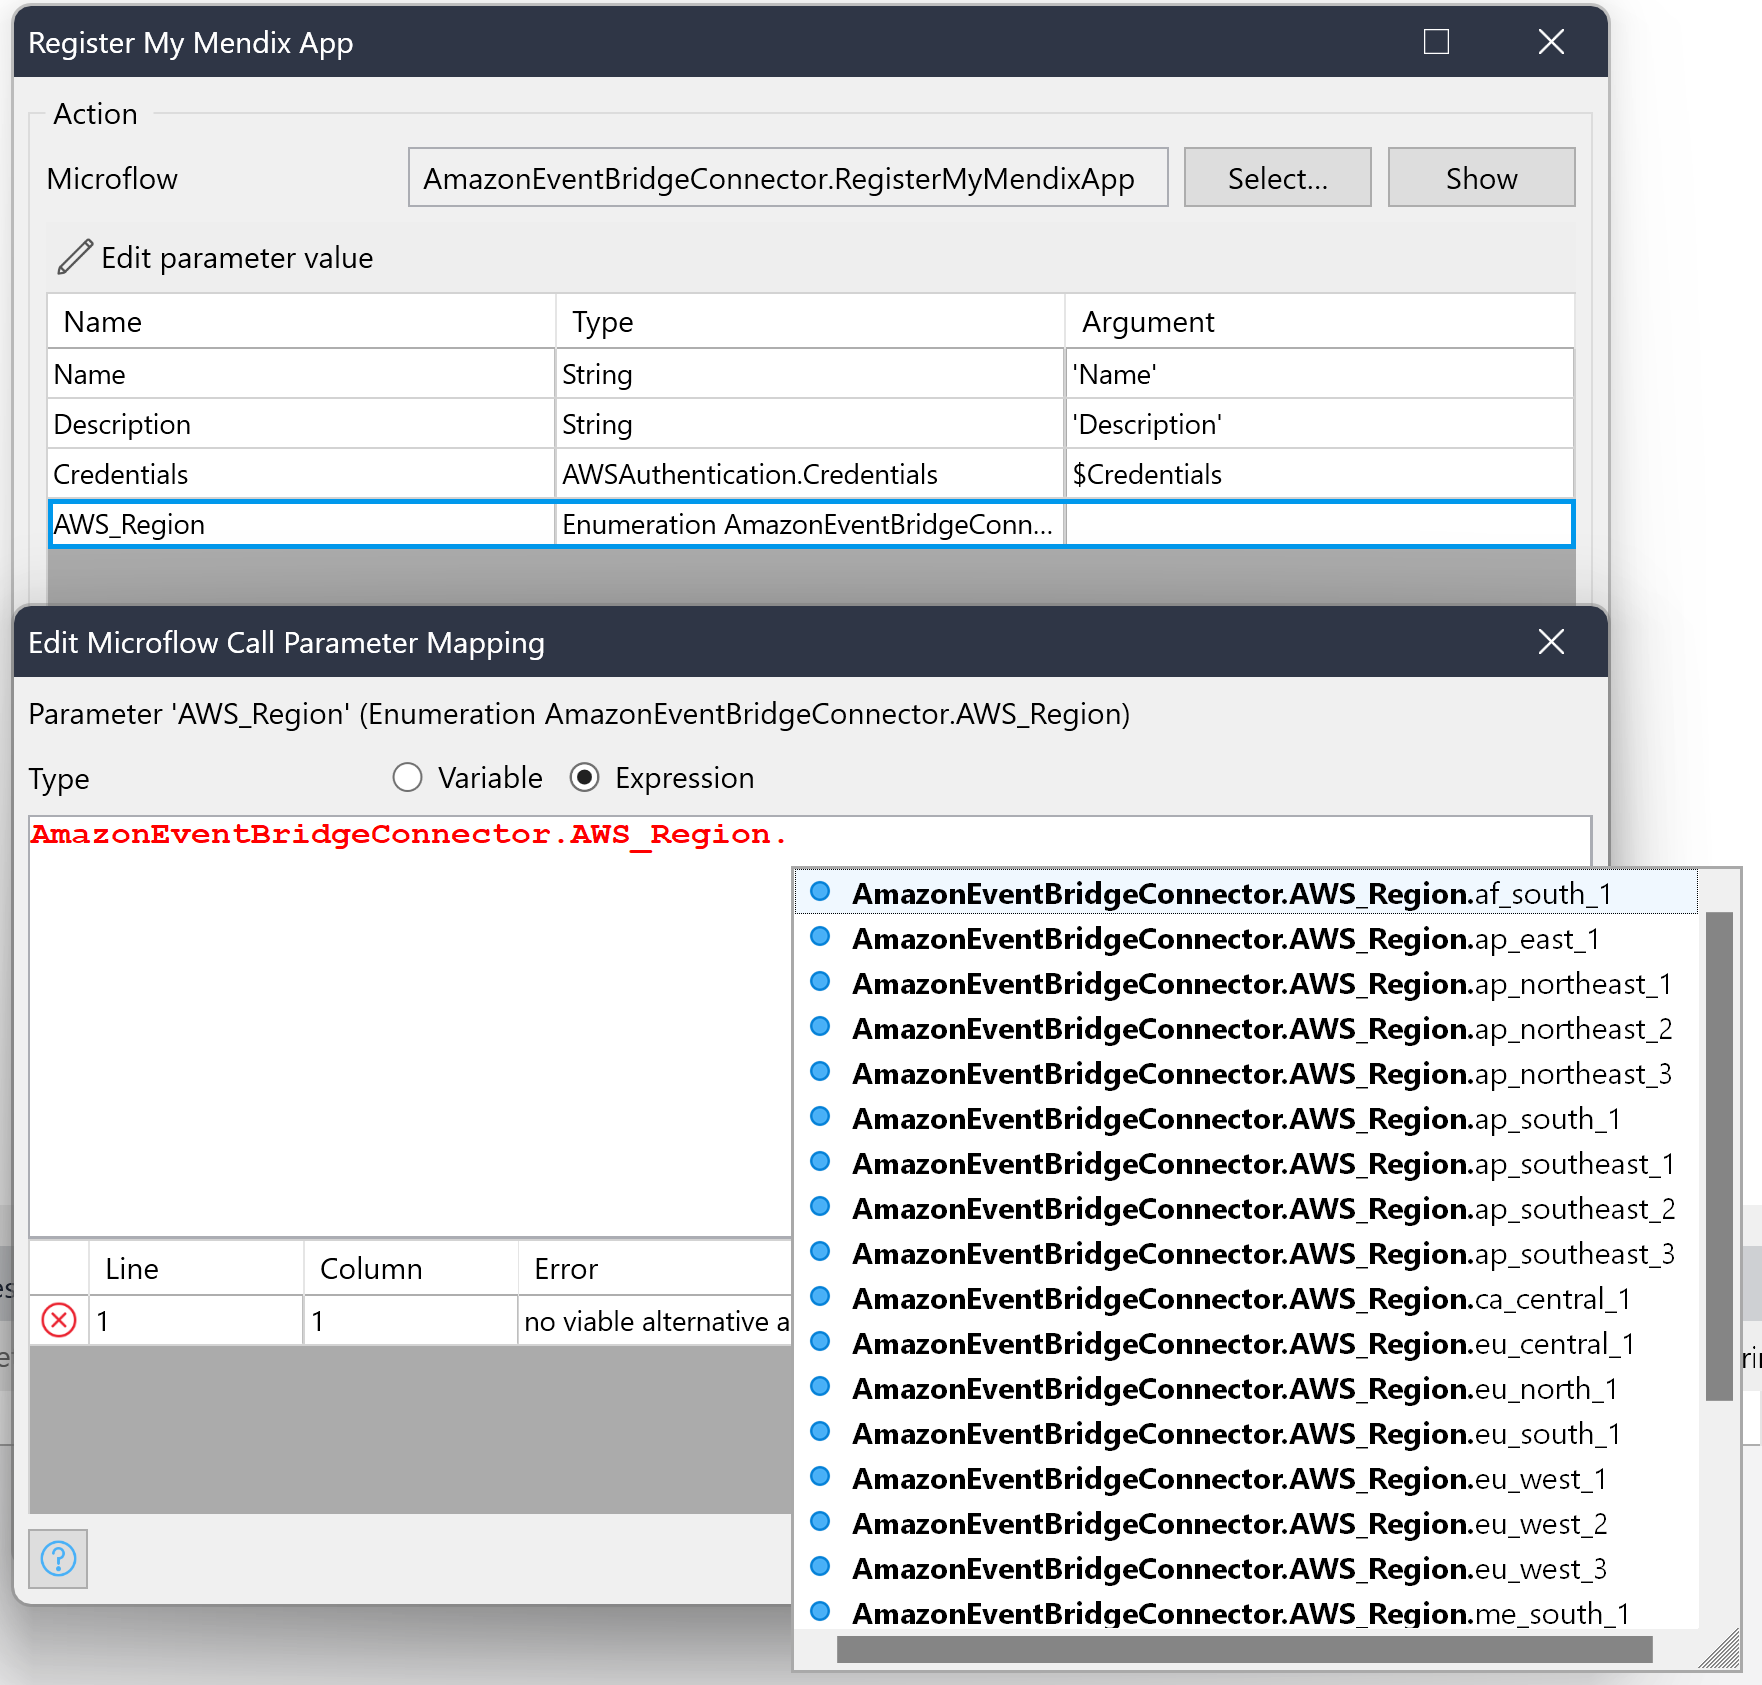 Register My Mendix App
Action
Microflow AmazonEventBridgeConnector.RegisterMyMendixApp Select... Show
Edit parameter value
Name Type Argument
Name String 'Name'
Description String 'Description'
Credentials AWSAuthentication.Credentials $Credentials
AWS_Region Enumeration AmazonEventBridgeConn...
Edit Microflow Call Parameter Mapping
Parameter 'AWS_Region' (Enumeration AmazonEventBridgeConnector.AWS_Region)
Type Variable Expression
AmazonEventBridgeConnector.AWS_Region.
AmazonEventBridgeConnector.AWS_Region.af_south_1
AmazonEventBridgeConnector.AWS_Region.ap_east_1
AmazonEventBridgeConnector.AWS_Region.ap_northeast_1
AmazonEventBridgeConnector.AWS_Region.ap_northeast_2
AmazonEventBridgeConnector.AWS_Region.ap_northeast_3
AmazonEventBridgeConnector.AWS_Region.ap_south_1
AmazonEventBridgeConnector.AWS_Region.ap_southeast_1
AmazonEventBridgeConnector.AWS_Region.ap_southeast_2
AmazonEventBridgeConnector.AWS_Region.ap_southeast_3
AmazonEventBridgeConnector.AWS_Region.ca_central_1
AmazonEventBridgeConnector.AWS_Region.eu_central_1
AmazonEventBridgeConnector.AWS_Region.eu_north_1
AmazonEventBridgeConnector.AWS_Region.eu_south_1
AmazonEventBridgeConnector.AWS_Region.eu_west_1
AmazonEventBridgeConnector.AWS_Region.eu_west_2
AmazonEventBridgeConnector.AWS_Region.eu_west_3
AmazonEventBridgeConnector.AWS_Region.me_south_1
Line Column Error
1 1 no viable alternative a